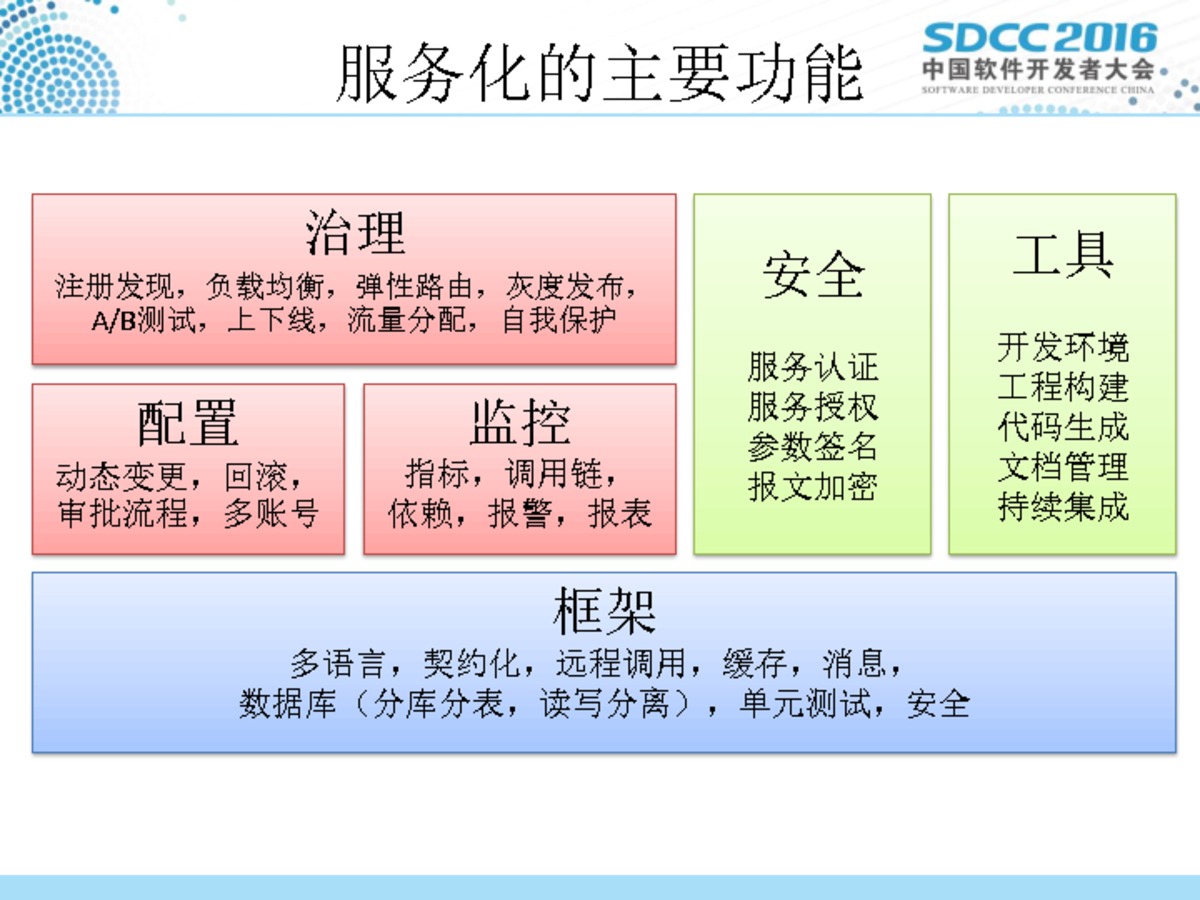 服务化的主要功能
SDCC 2016
中国软件开发者大会
SOFTWARE DEVELOPER CONFERENCE CHINA
治理
注册发现，负载均衡，弹性路由，灰度发布，
A/B测试，上下线，流量分配，自我保护
配置
动态变更，回滚，
审批流程，多账号
监控
指标，调用链，
依赖，报警，报表
安全
服务认证
服务授权
参数签名
报文加密
工具
开发环境
工程构建
代码生成
文档管理
持续集成
框架
多语言，契约化，远程调用，缓存，消息，
数据库（分库分表，读写分离），单元测试，安全